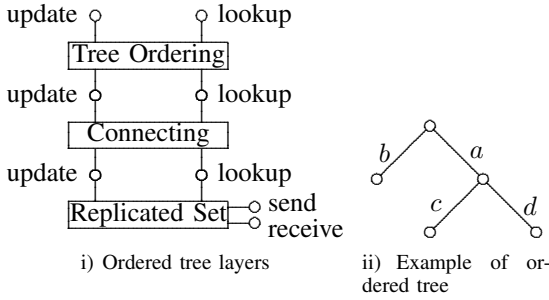 update lookup
Tree Ordering
update lookup
Connecting
update lookup
Replicated Set
send
receive
i) Ordered tree layers
b a
c d
ii) Example of or-
dered tree